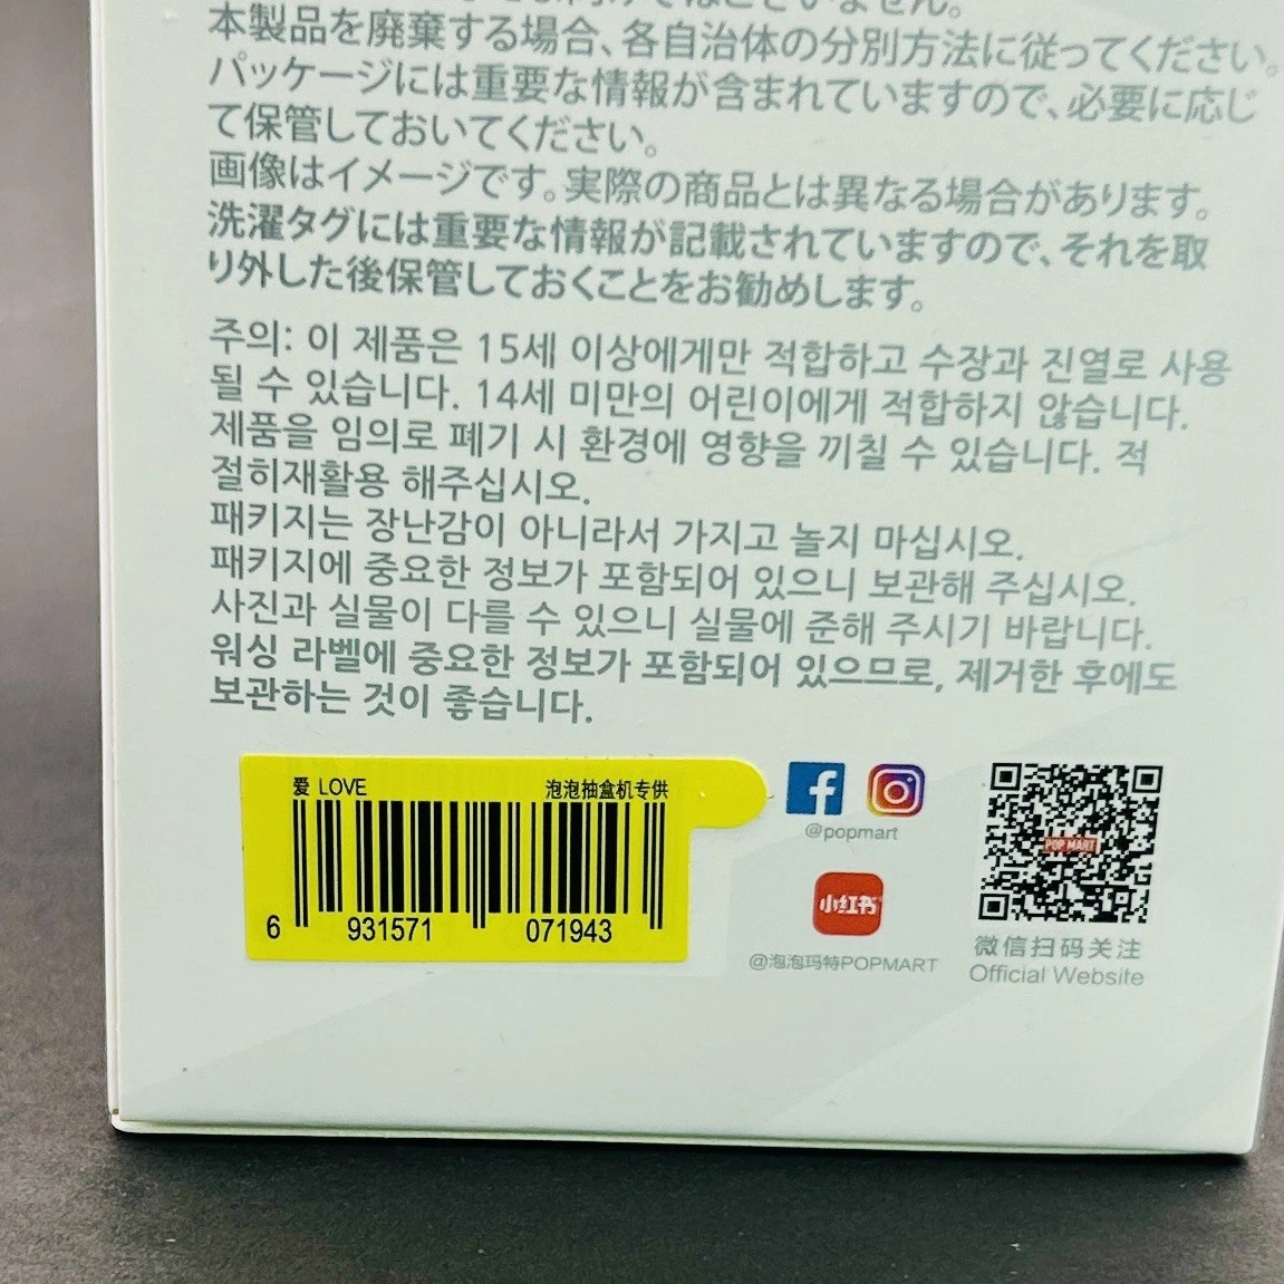 本製品を廃棄する場合、各自治体の分別方法に従ってください。
パッケージには重要な情報が含まれていますので、必要に応じ
て保管しておいてください。
画像はイメージです。実際の商品とは異なる場合があります。
洗濯タグには重要な情報が記載されていますので、それを取
り外した後保管しておくことをお勧めします。
주의: 이 제품은 15세 이상에게만 적합하고 수장과 진열로 사용
될 수 있습니다. 14세 미만의 어린이에게 적합하지 않습니다.
제품을 임의로 폐기 시 환경에 영향을 끼칠 수 있습니다. 적
절히재활용 해주십시오.
패키지는 장난감이 아니라서 가지고 놀지 마십시오.
패키지에 중요한 정보가 포함되어 있으니 보관해 주십시오.
사진과 실물이 다를 수 있으니 실물에 준해 주시기 바랍니다.
워싱 라벨에 중요한 정보가 포함되어 있으므로, 제거한 후에도
보관하는 것이 좋습니다.
爱 LOVE 泡泡抽盒机专供
6 931571 071943
@popmart
小红书
@泡泡玛特POPMART
POP MART
微信扫码关注
Official Website